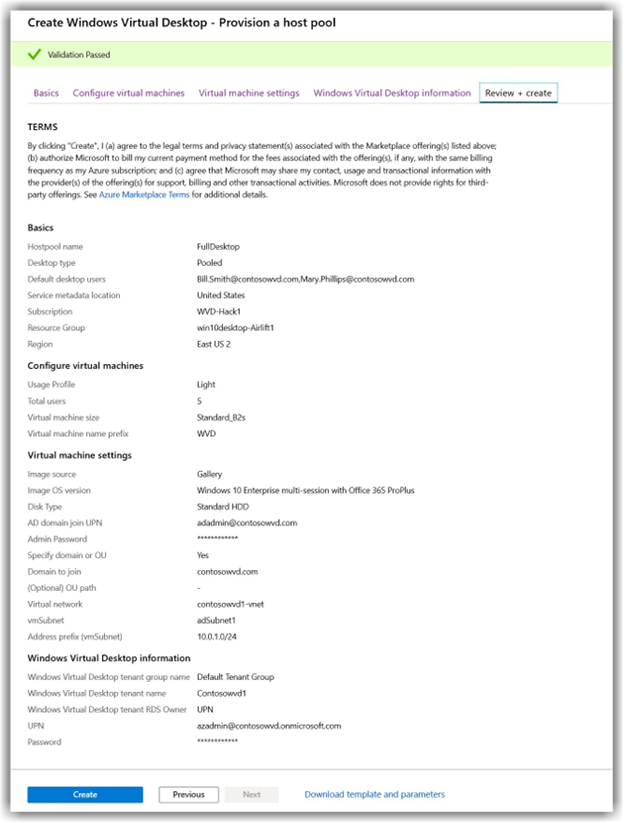 Create Windows Virtual Desktop - Provision a host pool
Validation Passed
Basics Configure virtual machines Virtual machine settings Windows Virtual Desktop information Review + create
TERMS
By clicking "Create", I (a) agree to the legal terms and privacy statement(s) associated with the Marketplace offering(s) listed above;
(b) authorize Microsoft to bill my current payment method for the fees associated with the offering(s), if any, with the same billing
frequency as my Azure subscription; and (c) agree that Microsoft may share my contact, usage and transactional information with
the provider(s) of the offering(s) for support, billing and other transactional activities. Microsoft does not provide rights for third-
party offerings. See Azure Marketplace Terms for additional details.
Basics
Hostpool name FullDesktop
Desktop type Pooled
Default desktop users Bill.Smith@contosowvd.com,Mary.Phillips@contosowvd.com
Service metadata location United States
Subscription WVD-Hack1
Resource Group win10desktop-Airlift1
Region East US 2
Configure virtual machines
Usage Profile Light
Total users 5
Virtual machine size Standard_B2s
Virtual machine name prefix WVD
Virtual machine settings
Image source Gallery
Image OS version Windows 10 Enterprise multi-session with Office 365 ProPlus
Disk Type Standard HDD
AD domain join UPN adadmin@contosowvd.com
Admin Password ************
Specify domain or OU Yes
Domain to join contosowvd.com
(Optional) OU path -
Virtual network contosowvd1-vnet
vmSubnet adSubnet1
Address prefix (vmSubnet) 10.0.1.0/24
Windows Virtual Desktop information
Windows Virtual Desktop tenant group name Default Tenant Group
Windows Virtual Desktop tenant name Contosowvd1
Windows Virtual Desktop tenant RDS Owner UPN
UPN azadmin@contosowvd.onmicrosoft.com
Password ************
Create Previous Next Download template and parameters